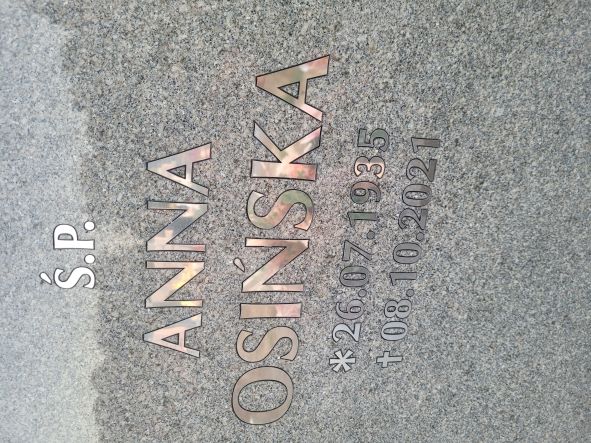 Ś.P.
ANNA
OSIŃSKA
*26.07.1935
†08.10.2021